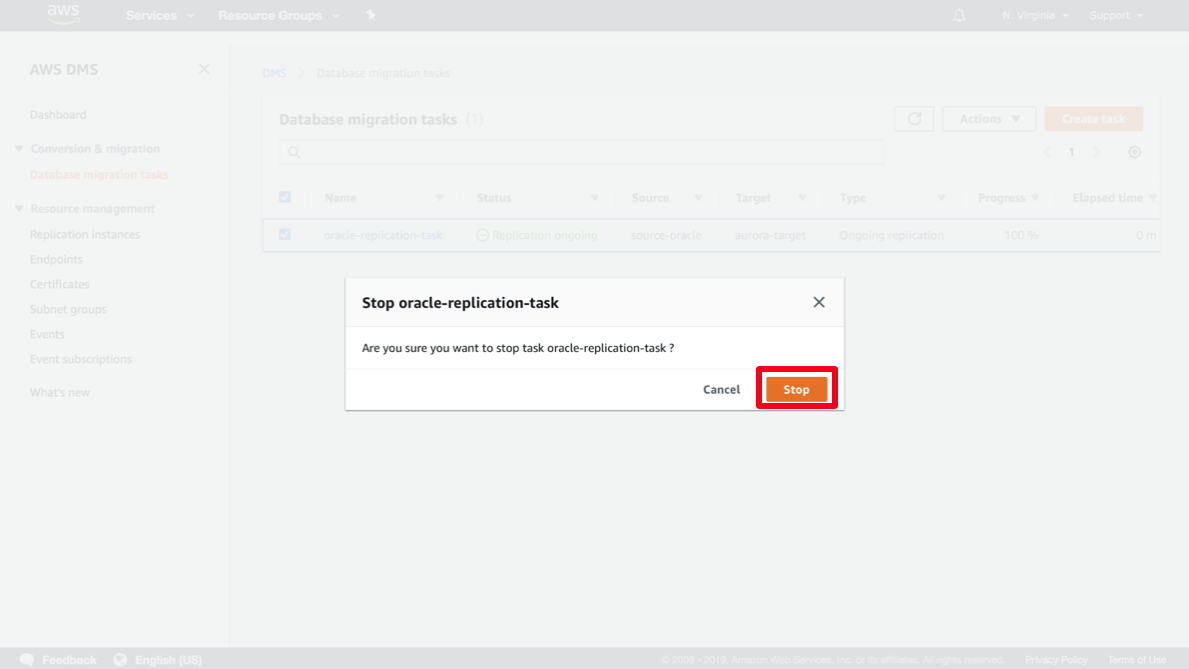 aws Services Resource Groups N. Virginia Support
AWS DMS
DMS Database migration tasks
Dashboard
Database migration tasks (1) Actions Create task
Conversion & migration
1
Database migration tasks
Name Status Source Target Type Progress Elapsed time
Resource management
Replication instances
oracle-replication-task Replication ongoing source-oracle aurora-target Ongoing replication 100 % 0 m
Endpoints
Certificates
Subnet groups
Events
Event subscriptions
What's new
Stop oracle-replication-task
Are you sure you want to stop task oracle-replication-task ?
Cancel Stop
Feedback English (US) © 2008 - 2019, Amazon Web Services, Inc. or its affiliates. All rights reserved. Privacy Policy Terms of Use